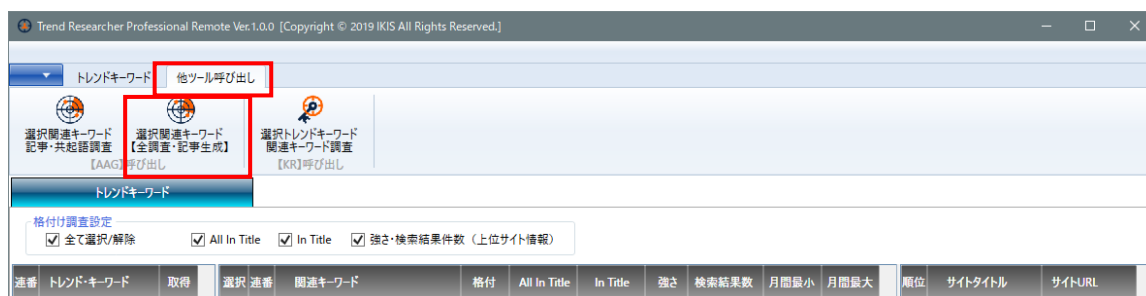 Trend Researcher Professional Remote Ver.1.0.0 [Copyright © 2019 IKIS All Rights Reserved.]
トレンドキーワード 他ツール呼び出し
選択関連キーワード 選択関連キーワード 選択トレンドキーワード
記事・共起語調査 【全調査・記事生成】 関連キーワード調査
【AAG】呼び出し 【KR】呼び出し
トレンドキーワード
格付け調査設定
全て選択/解除 All In Title In Title 強さ・検索結果件数（上位サイト情報）
連番 トレンド・キーワード 取得 選択 連番 関連キーワード 格付 All In Title In Title 強さ 検索結果数 月間最小 月間最大 順位 サイトタイトル サイトURL